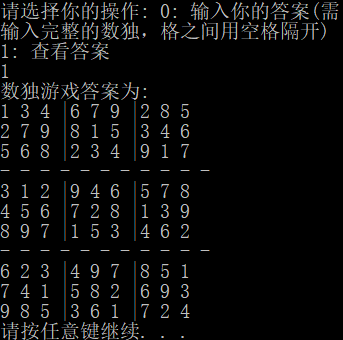 请选择你的操作: 0: 输入你的答案(需
输入完整的数独，格之间用空格隔开)
1: 查看答案
1
数独游戏答案为:
1 3 4 |6 7 9 |2 8 5
2 7 9 |8 1 5 |3 4 6
5 6 8 |2 3 4 |9 1 7
- - - - - - - - - - -
3 1 2 |9 4 6 |5 7 8
4 5 6 |7 2 8 |1 3 9
8 9 7 |1 5 3 |4 6 2
- - - - - - - - - - -
6 2 3 |4 9 7 |8 5 1
7 4 1 |5 8 2 |6 9 3
9 8 5 |3 6 1 |7 2 4
请按任意键继续. . .